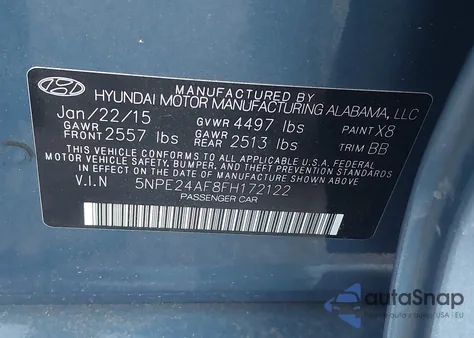 MANUFACTURED BY
HYUNDAI MOTOR MANUFACTURING ALABAMA, LLC
Jan/22/15 GVWR 4497 lbs PAINT X8
GAWR FRONT 2557 lbs GAWR REAR 2513 lbs TRIM BB
THIS VEHICLE CONFORMS TO ALL APPLICABLE U.S. FEDERAL
MOTOR VEHICLE SAFETY, BUMPER, AND THEFT PREVENTION
STANDARDS IN EFFECT ON THE DATE OF MANUFACTURE SHOWN ABOVE.
V.I.N 5NPE24AF8FH172122
PASSENGER CAR
autoSnap
USA | EU